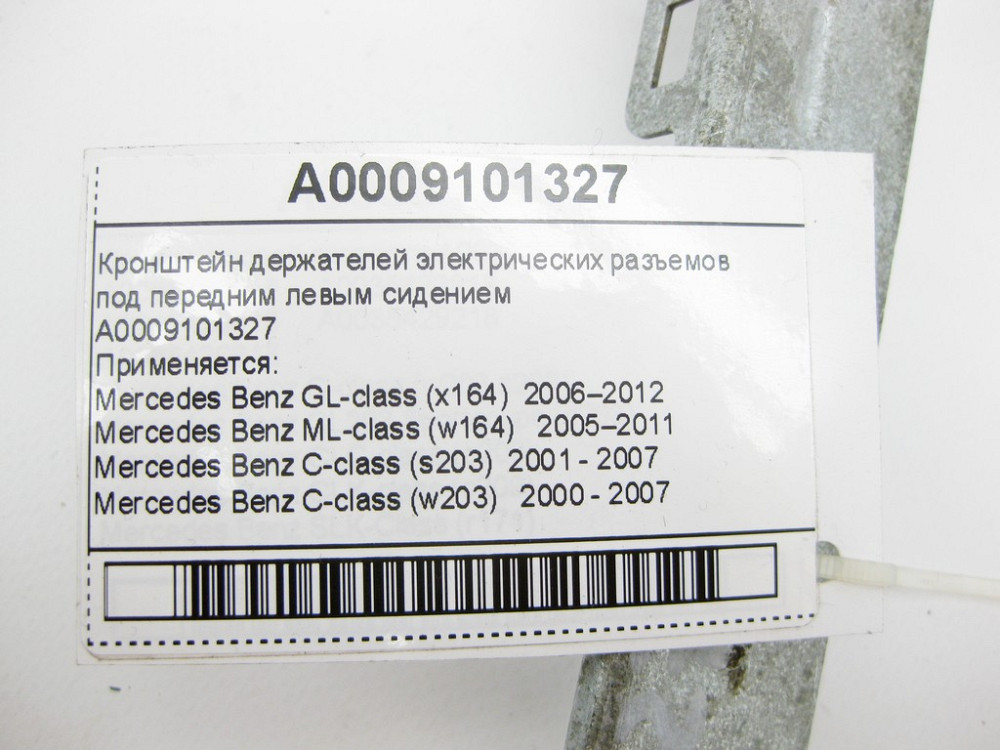 A0009101327
Кронштейн держателей электрических разъемов
под передним левым сидением
A0009101327
Применяется:
Mercedes Benz GL-class (x164) 2006–2012
Mercedes Benz ML-class (w164) 2005–2011
Mercedes Benz C-class (s203) 2001 - 2007
Mercedes Benz C-class (w203) 2000 - 2007